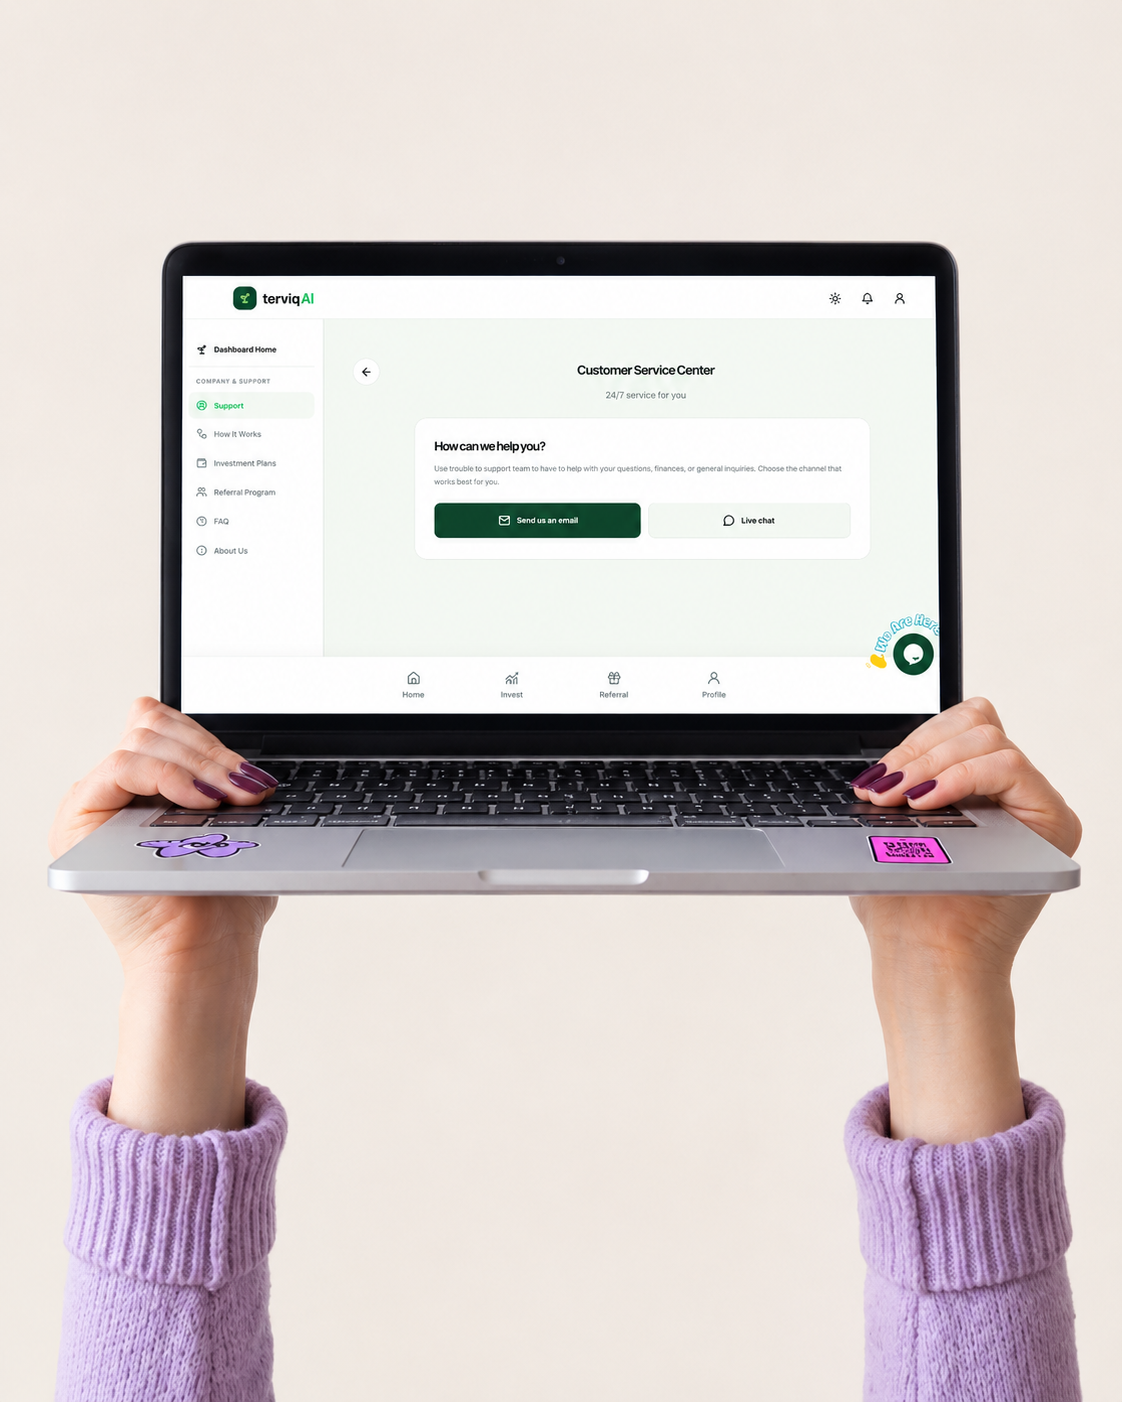 terviqAI
Dashboard Home
COMPANY & SUPPORT
Support
How It Works
Investment Plans
Referral Program
FAQ
About Us
Customer Service Center
24/7 service for you
How can we help you?
Use trouble to support team to have to help with your questions, finances, or general inquiries. Choose the channel that
works best for you.
Send us an email
Live chat
We Are Here
Home
Invest
Referral
Profile